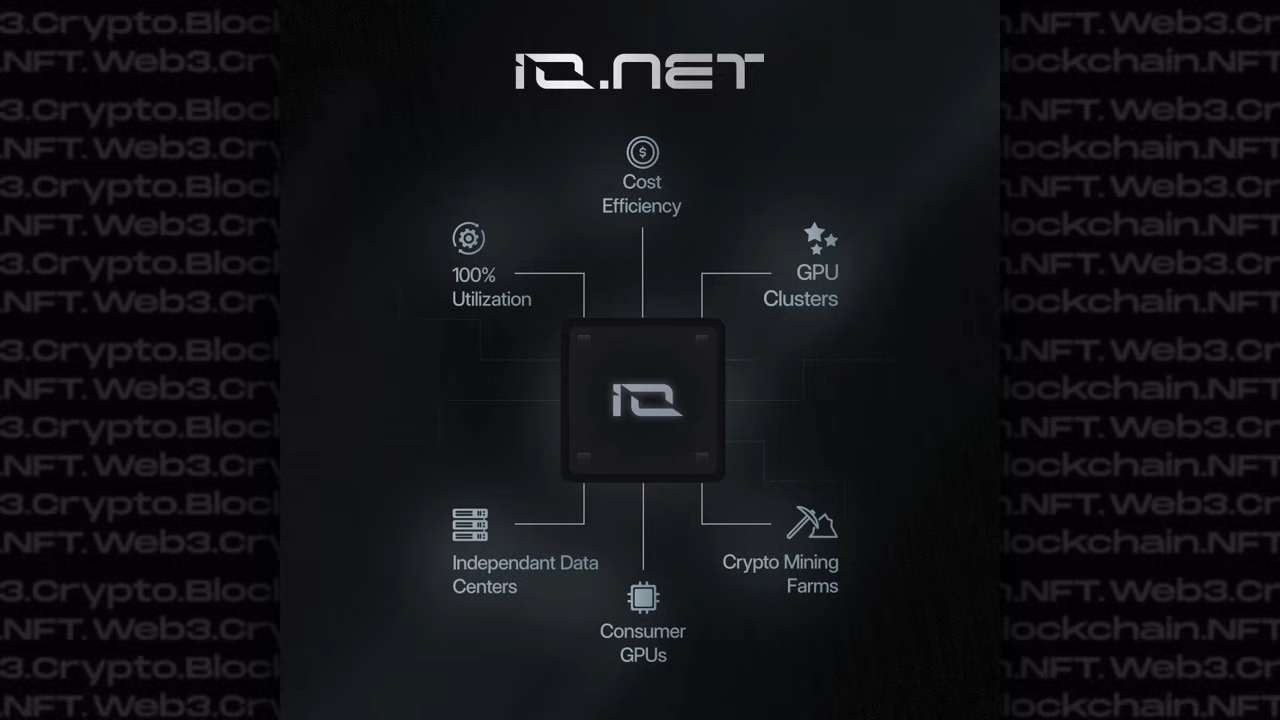 IO.NET
Cost
Efficiency
100%
Utilization
GPU
Clusters
IO
Independant Data
Centers
Crypto Mining
Farms
Consumer
GPUs